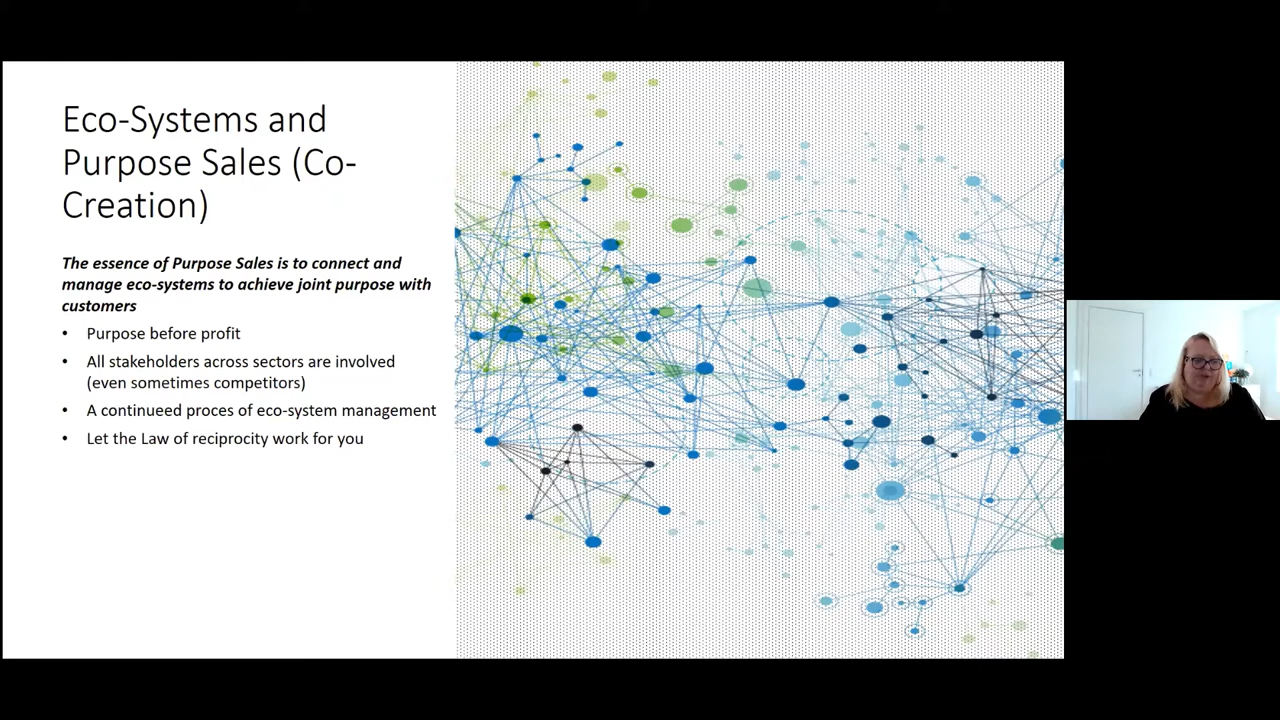 Eco-Systems and
Purpose Sales (Co-
Creation)
The essence of Purpose Sales is to connect and
manage eco-systems to achieve joint purpose with
customers
• Purpose before profit
• All stakeholders across sectors are involved
(even sometimes competitors)
• A continueed proces of eco-system management
• Let the Law of reciprocity work for you